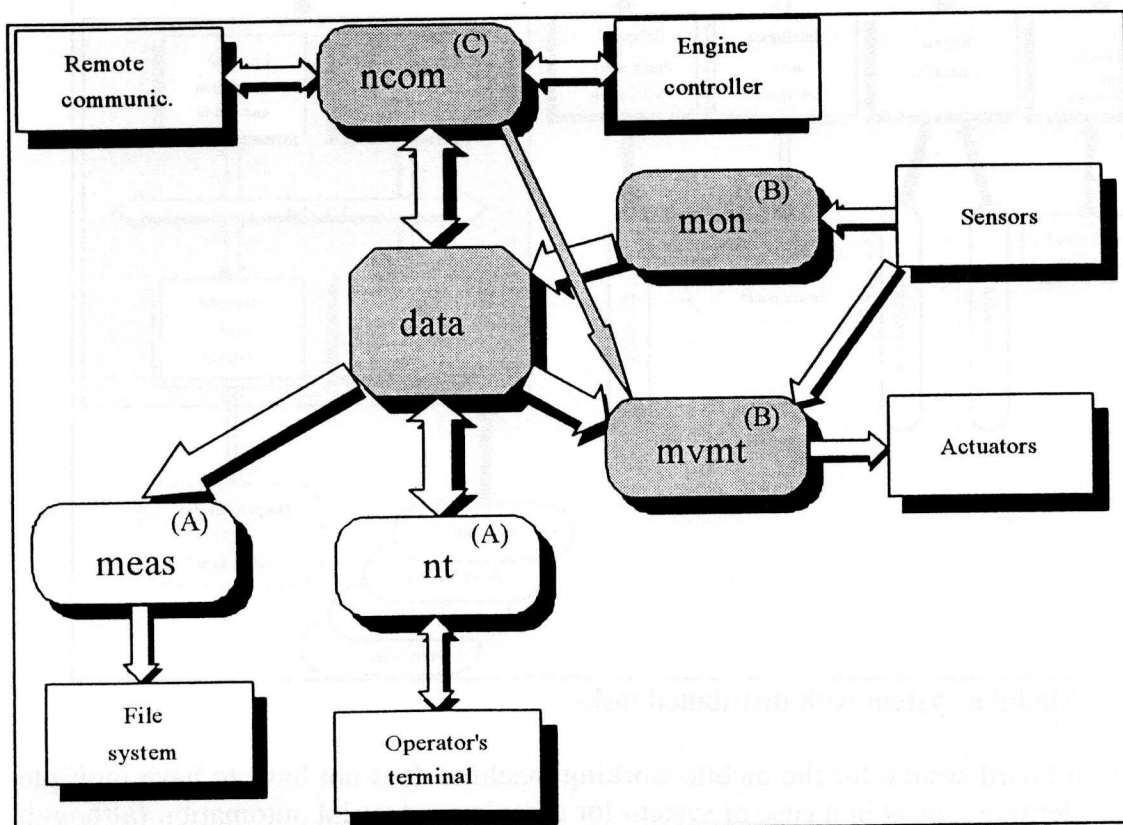 Remote
communic.
(C)
ncom
Engine
controller
(B)
mon
Sensors
data
(B)
mvmt
Actuators
(A)
meas
(A)
nt
File
system
Operator's
terminal